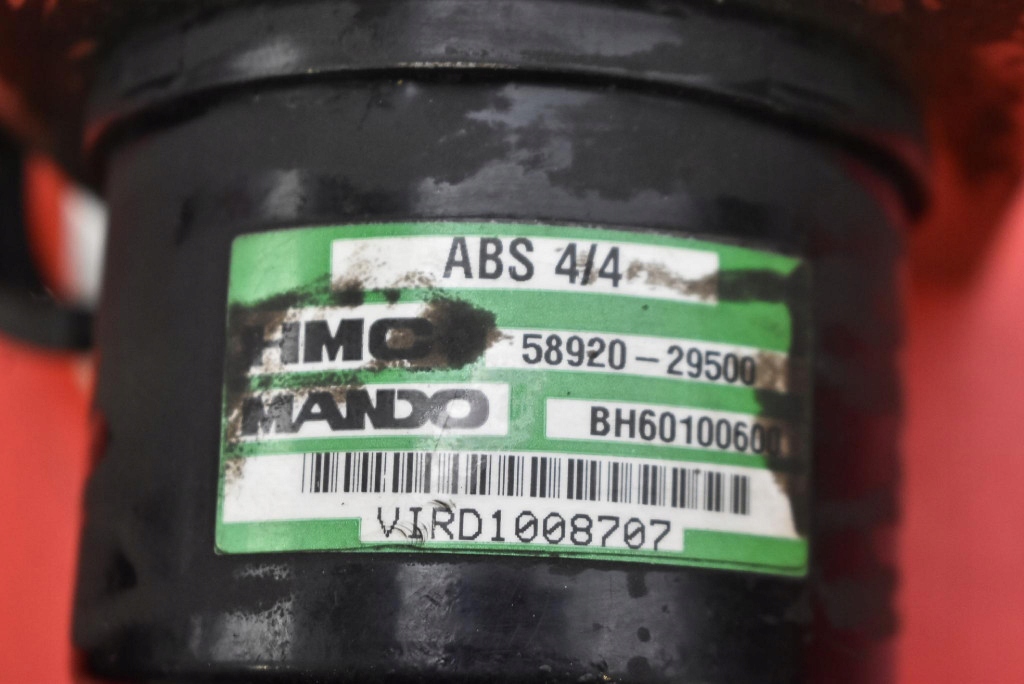 ABS 4/4
HMC 58920-29500
MANDO BH60100600
VIRD1008707